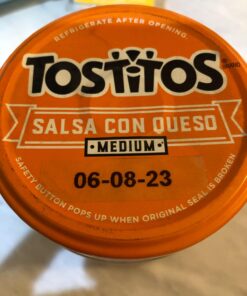 REFRIGERATE AFTER OPENING.
TOSTITOS
SALSA CON QUESO
• MEDIUM •
06-08-23
SAFETY BUTTON POPS UP WHEN ORIGINAL SEAL IS BROKEN